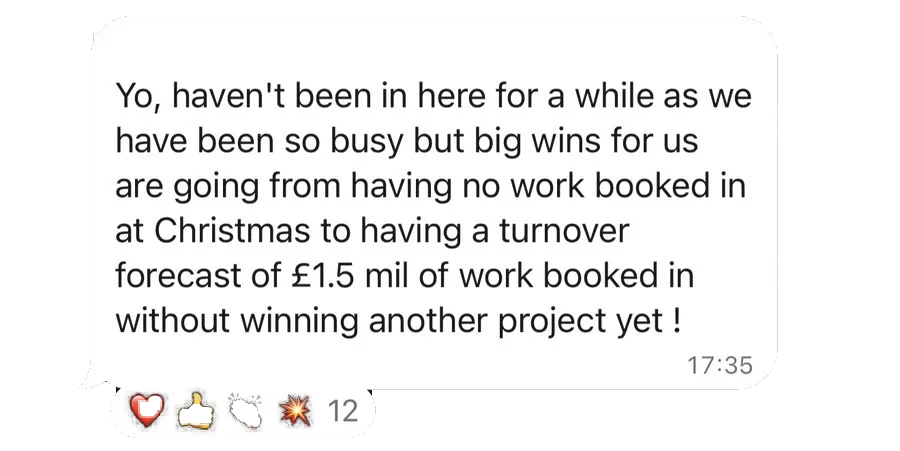 Yo, haven't been in here for a while as we
have been so busy but big wins for us
are going from having no work booked in
at Christmas to having a turnover
forecast of £1.5 mil of work booked in
without winning another project yet !
17:35
12